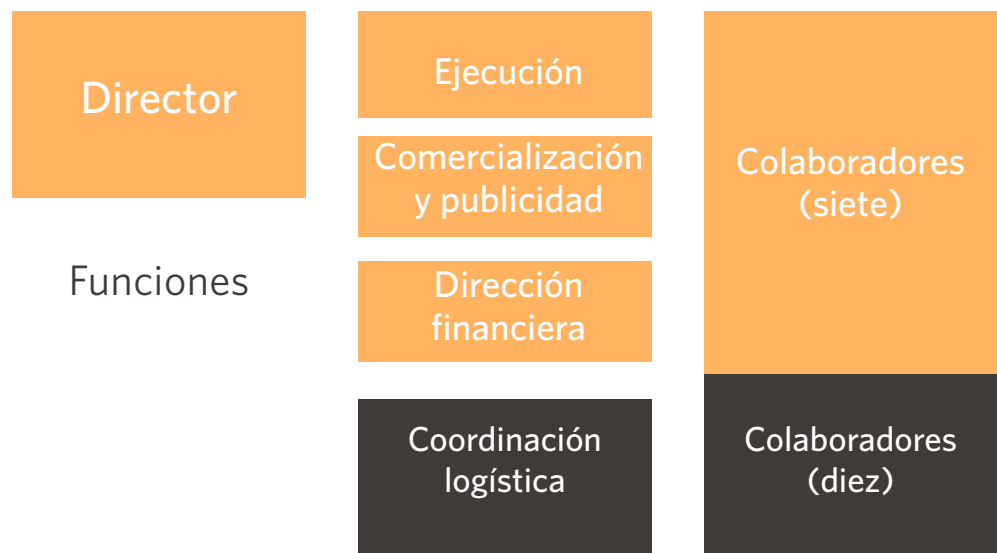 Director
Funciones
Ejecución
Comercialización
y publicidad
Dirección
financiera
Coordinación
logística
Colaboradores
(siete)
Colaboradores
(diez)